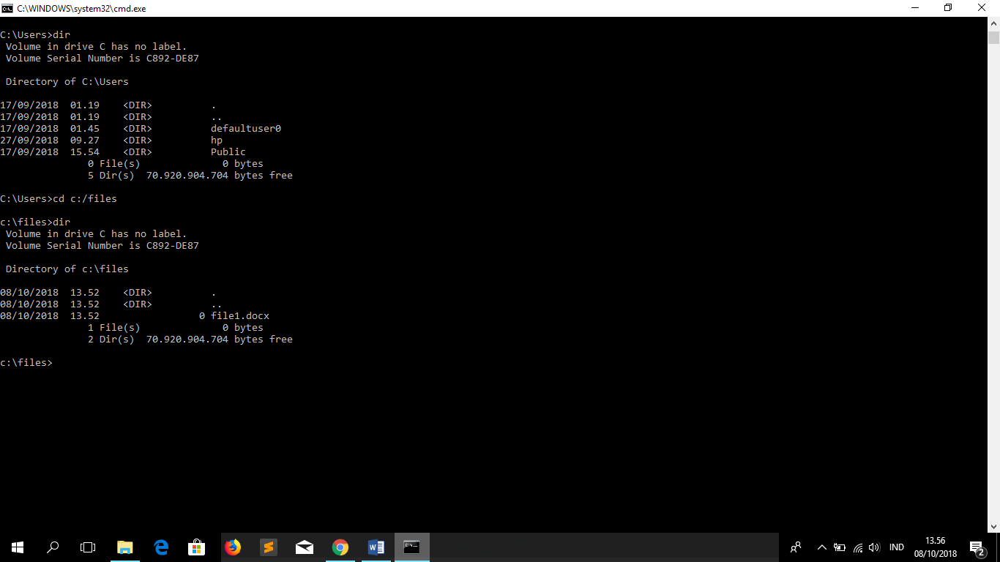 C:\WINDOWS\system32\cmd.exe
C:\Users>dir
 Volume in drive C has no label.
 Volume Serial Number is C892-DE87
 Directory of C:\Users
17/09/2018  01.19    <DIR>          .
17/09/2018  01.19    <DIR>          ..
17/09/2018  01.45    <DIR>          defaultuser0
27/09/2018  09.27    <DIR>          hp
17/09/2018  15.54    <DIR>          Public
               0 File(s)              0 bytes
               5 Dir(s)  70.920.904.704 bytes free
C:\Users>cd c:/files
c:\files>dir
 Volume in drive C has no label.
 Volume Serial Number is C892-DE87
 Directory of c:\files
08/10/2018  13.52    <DIR>          .
08/10/2018  13.52    <DIR>          ..
08/10/2018  13.52                 0 file1.docx
               1 File(s)              0 bytes
               2 Dir(s)  70.920.904.704 bytes free
c:\files>
IND
13.56
08/10/2018
2